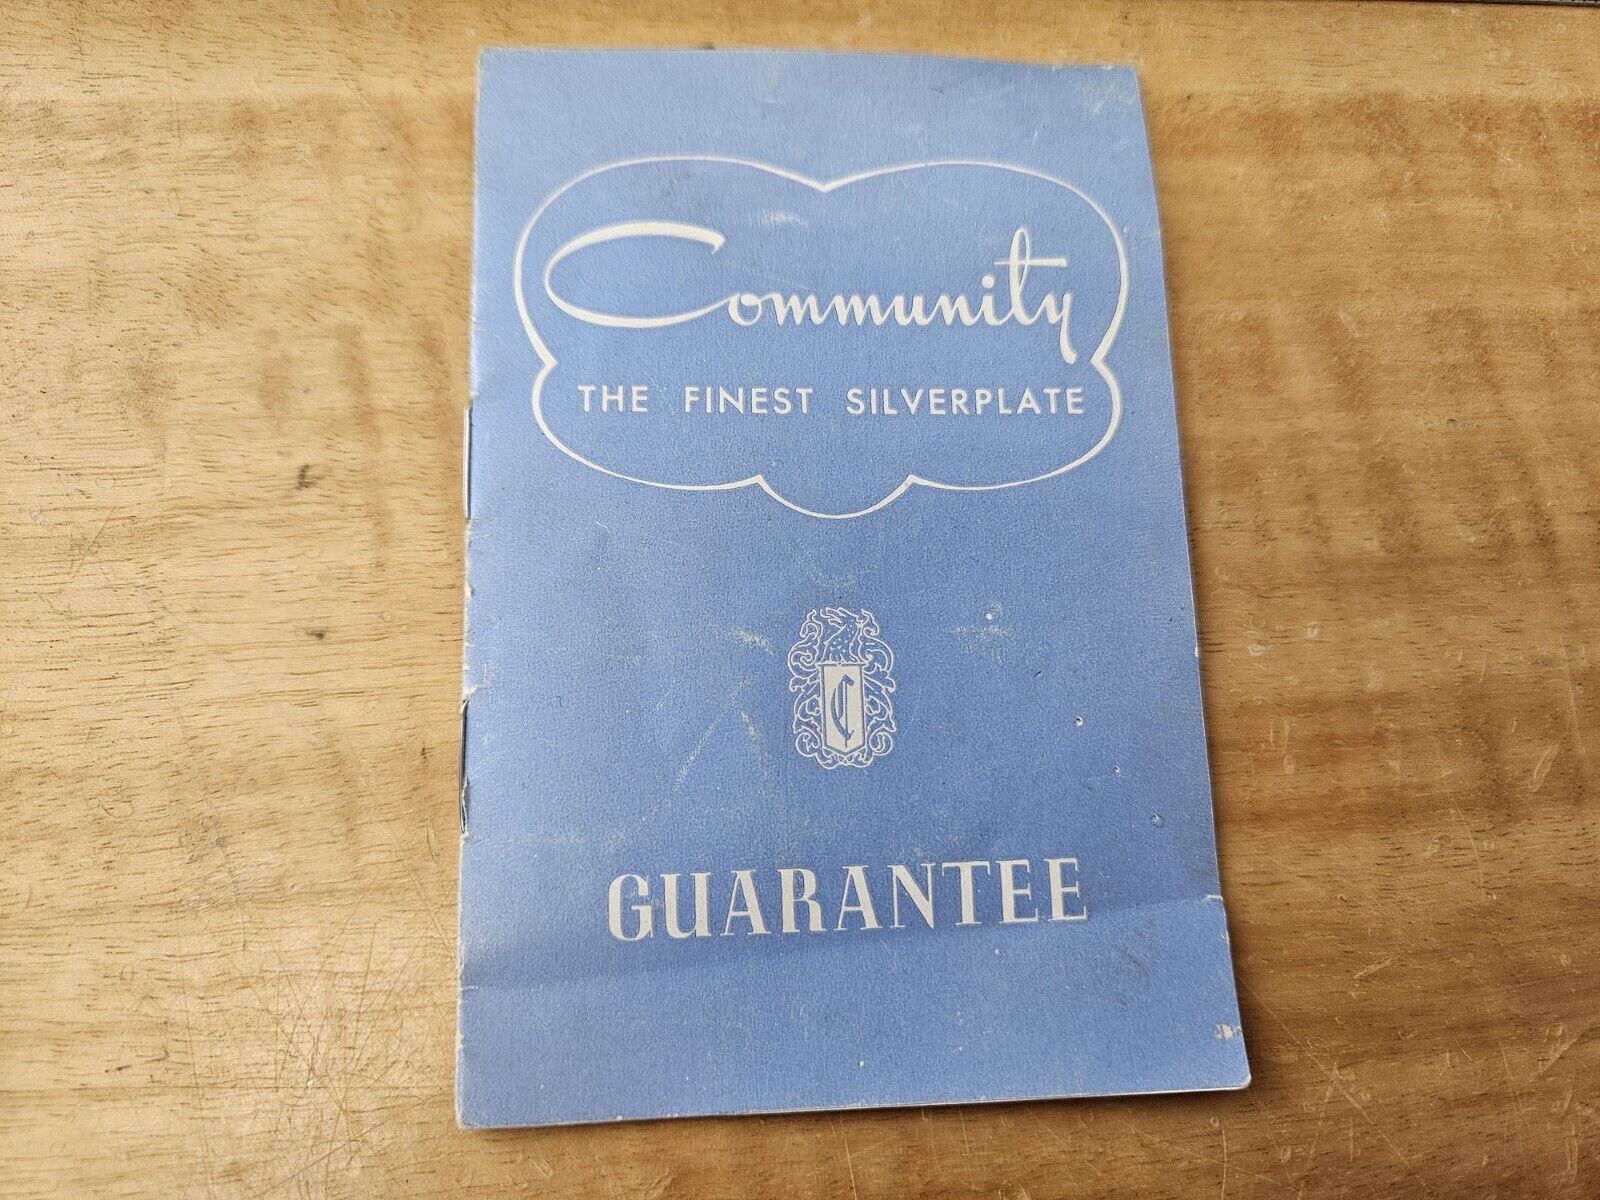 Community
THE FINEST SILVERPLATE
C
GUARANTEE